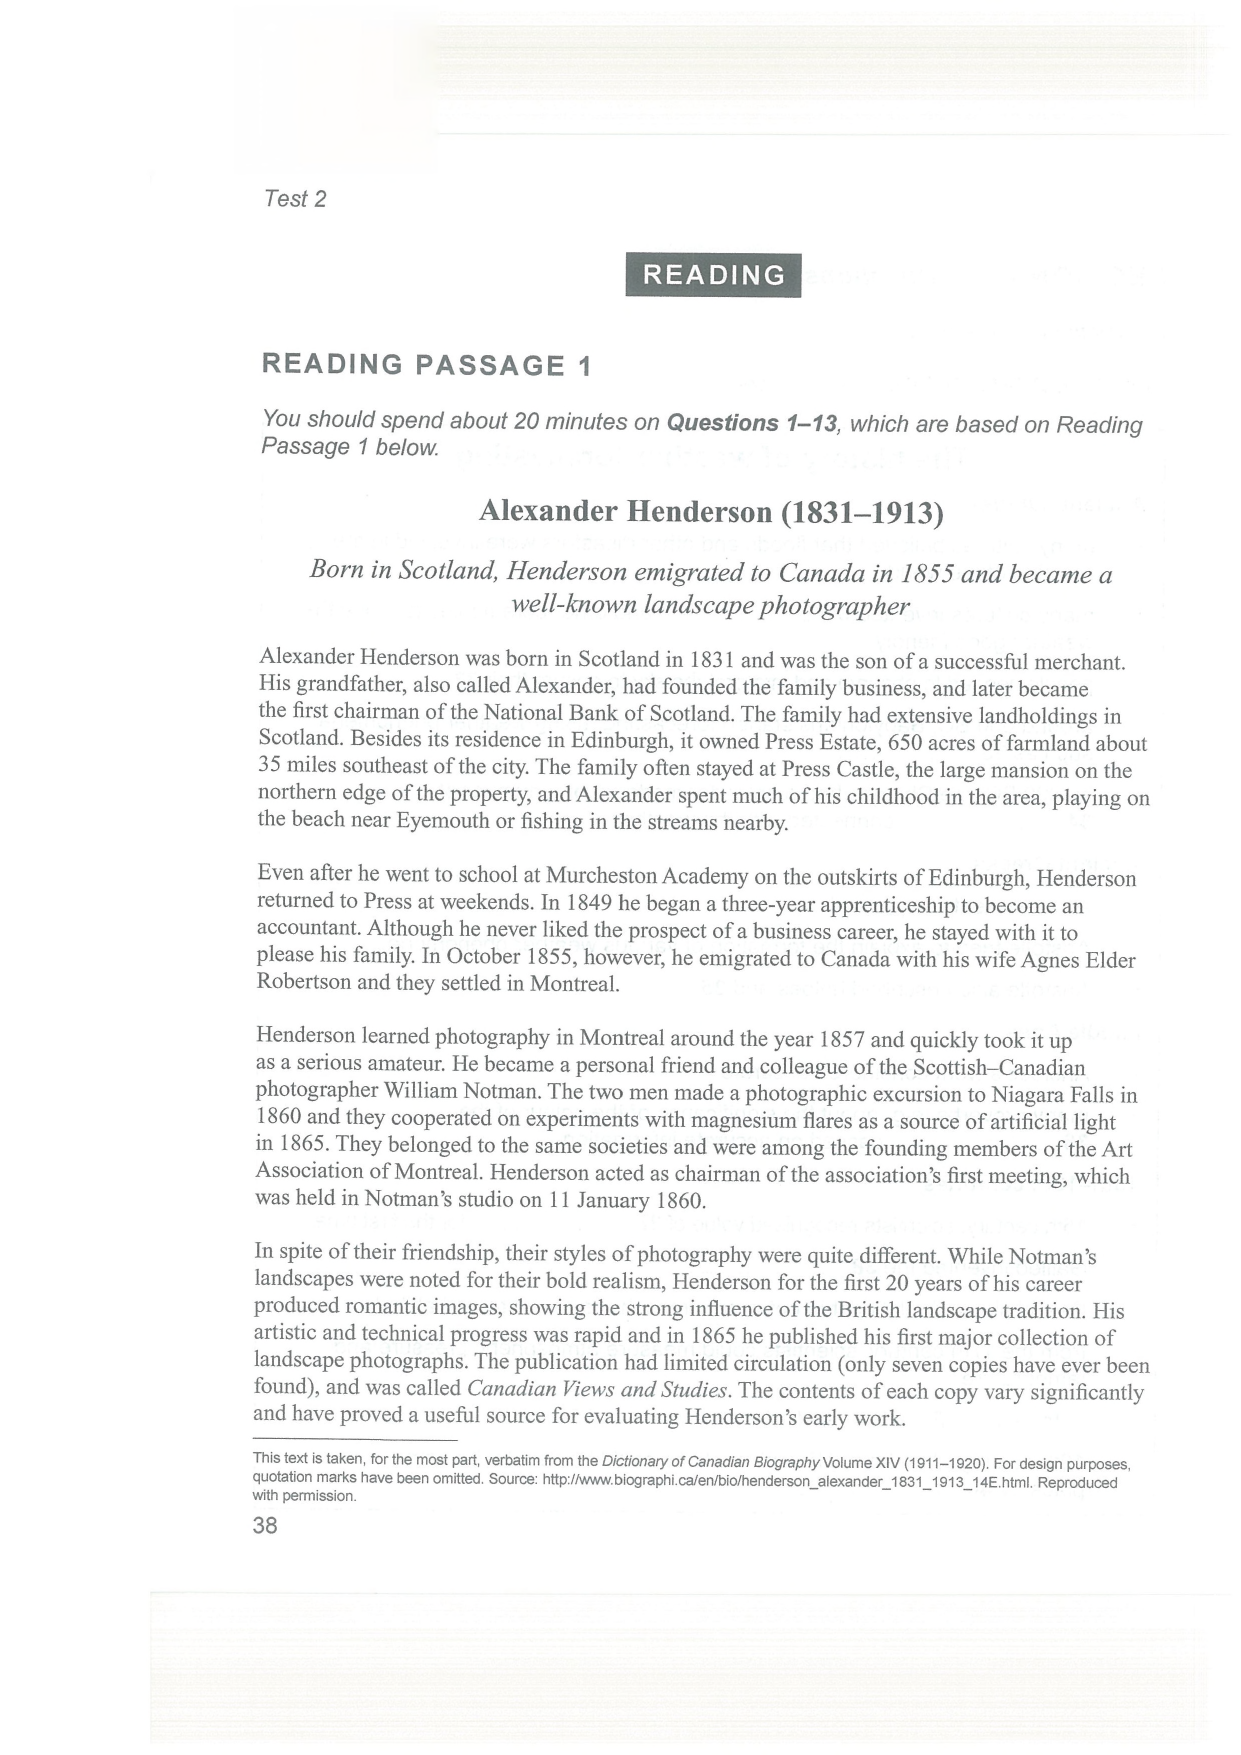 Test 2
READING
READING PASSAGE 1
You should spend about 20 minutes on Questions 1–13, which are based on Reading
Passage 1 below.
Alexander Henderson (1831–1913)
Born in Scotland, Henderson emigrated to Canada in 1855 and became a
well-known landscape photographer
Alexander Henderson was born in Scotland in 1831 and was the son of a successful merchant.
His grandfather, also called Alexander, had founded the family business, and later became
the first chairman of the National Bank of Scotland. The family had extensive landholdings in
Scotland. Besides its residence in Edinburgh, it owned Press Estate, 650 acres of farmland about
35 miles southeast of the city. The family often stayed at Press Castle, the large mansion on the
northern edge of the property, and Alexander spent much of his childhood in the area, playing on
the beach near Eyemouth or fishing in the streams nearby.
Even after he went to school at Murcheston Academy on the outskirts of Edinburgh, Henderson
returned to Press at weekends. In 1849 he began a three-year apprenticeship to become an
accountant. Although he never liked the prospect of a business career, he stayed with it to
please his family. In October 1855, however, he emigrated to Canada with his wife Agnes Elder
Robertson and they settled in Montreal.
Henderson learned photography in Montreal around the year 1857 and quickly took it up
as a serious amateur. He became a personal friend and colleague of the Scottish–Canadian
photographer William Notman. The two men made a photographic excursion to Niagara Falls in
1860 and they cooperated on experiments with magnesium flares as a source of artificial light
in 1865. They belonged to the same societies and were among the founding members of the Art
Association of Montreal. Henderson acted as chairman of the association's first meeting, which
was held in Notman's studio on 11 January 1860.
In spite of their friendship, their styles of photography were quite different. While Notman's
landscapes were noted for their bold realism, Henderson for the first 20 years of his career
produced romantic images, showing the strong influence of the British landscape tradition. His
artistic and technical progress was rapid and in 1865 he published his first major collection of
landscape photographs. The publication had limited circulation (only seven copies have ever been
found), and was called Canadian Views and Studies. The contents of each copy vary significantly
and have proved a useful source for evaluating Henderson's early work.
This text is taken, for the most part, verbatim from the Dictionary of Canadian Biography Volume XIV (1911–1920). For design purposes,
quotation marks have been omitted. Source: http://www.biographi.ca/en/bio/henderson_alexander_1831_1913_14E.html. Reproduced
with permission.
38